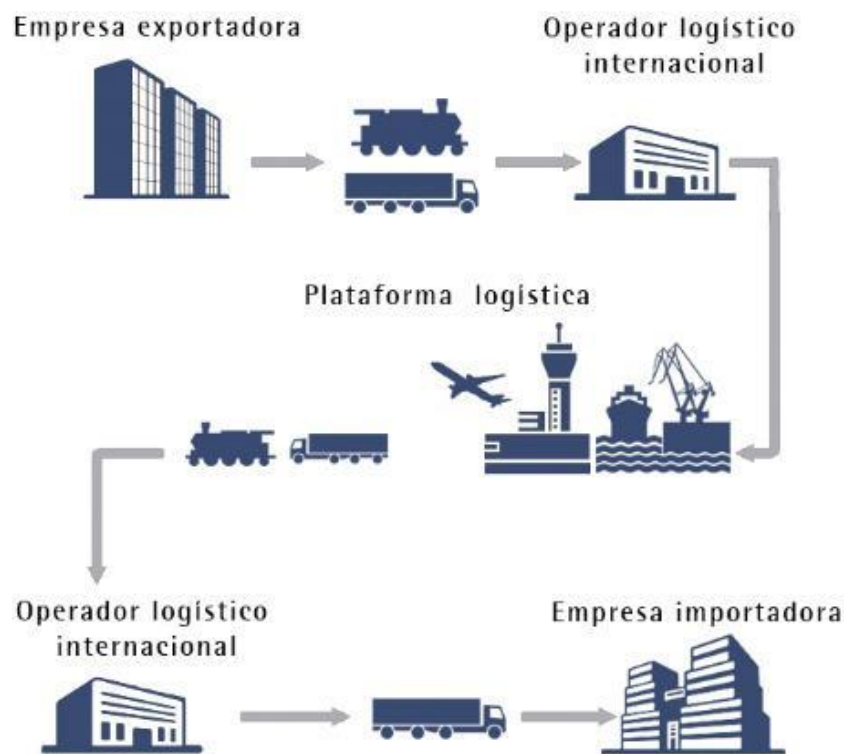 Empresa exportadora
Operador logístico
internacional
Plataforma logística
Operador logístico
internacional
Empresa importadora